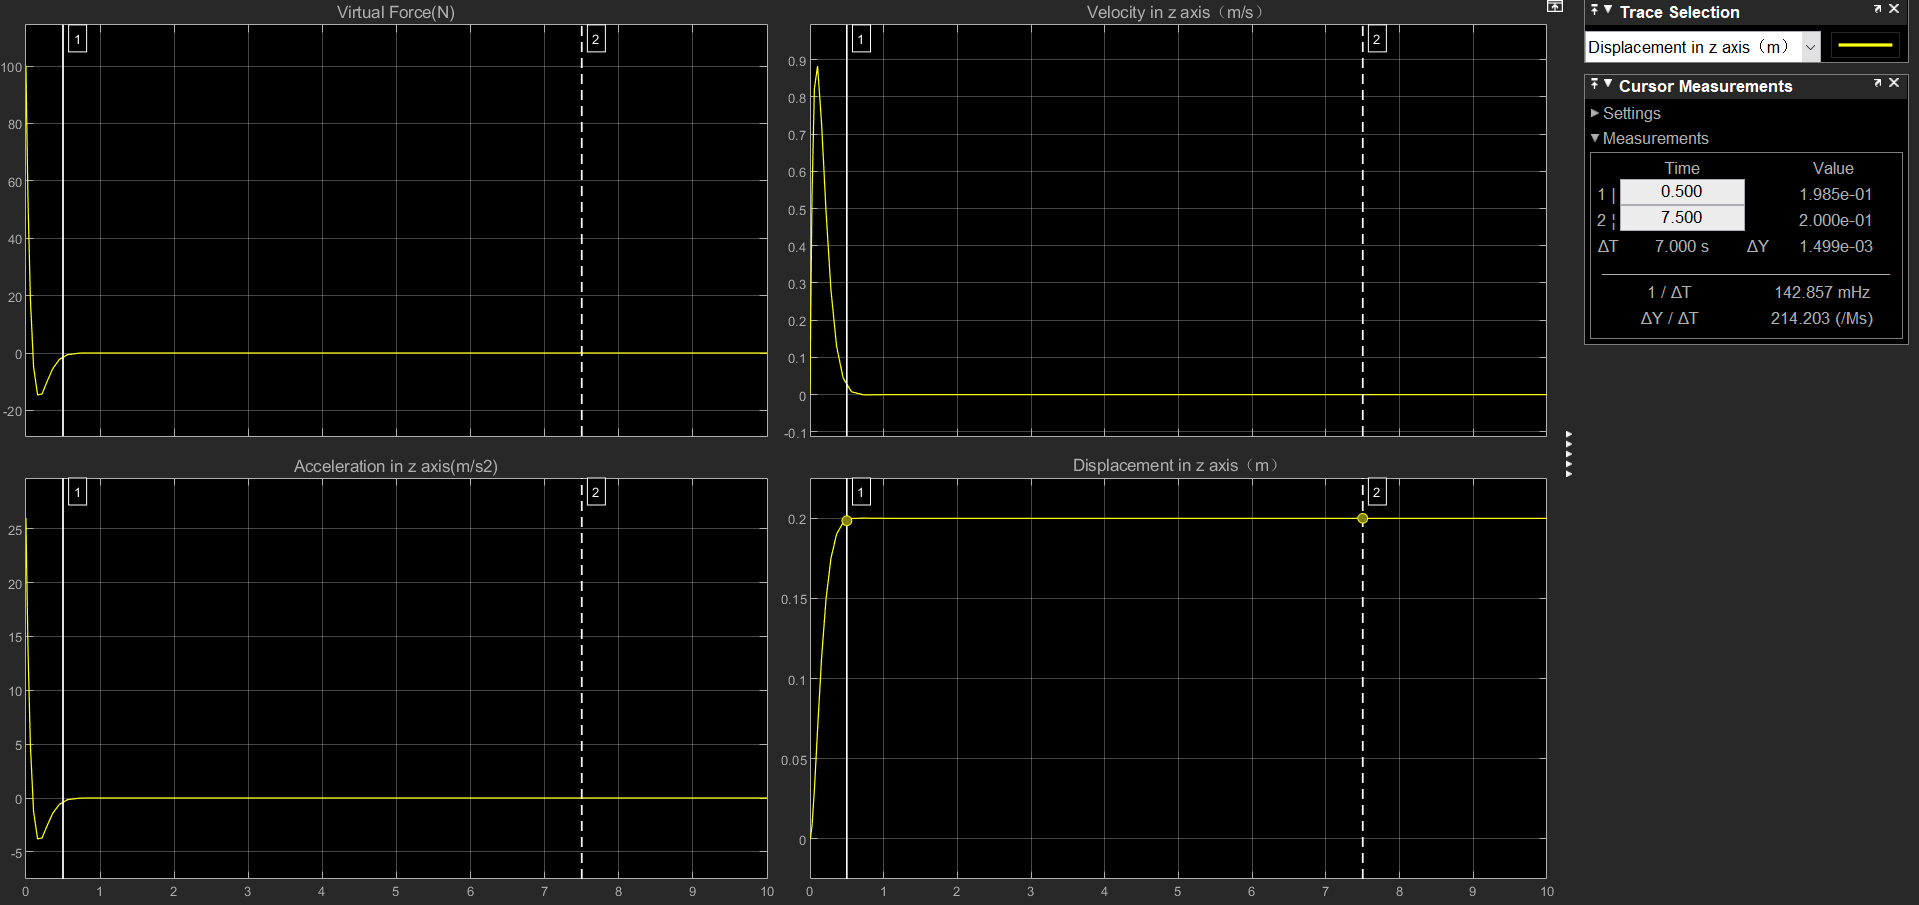 Virtual Force(N)
1
2
100
80
60
40
20
0
-20
Velocity in z axis（m/s）
1
2
0.9
0.8
0.7
0.6
0.5
0.4
0.3
0.2
0.1
0
-0.1
Acceleration in z axis(m/s2)
1
2
25
20
15
10
5
0
-5
0 1 2 3 4 5 6 7 8 9 10
Displacement in z axis（m）
1
2
0.2
0.15
0.1
0.05
0
0 1 2 3 4 5 6 7 8 9 10
Trace Selection
Displacement in z axis（m）
Cursor Measurements
Settings
Measurements
Time Value
1 | 0.500 1.985e-01
2 ¦ 7.500 2.000e-01
ΔT 7.000 s ΔY 1.499e-03
1 / ΔT 142.857 mHz
ΔY / ΔT 214.203 (/Ms)